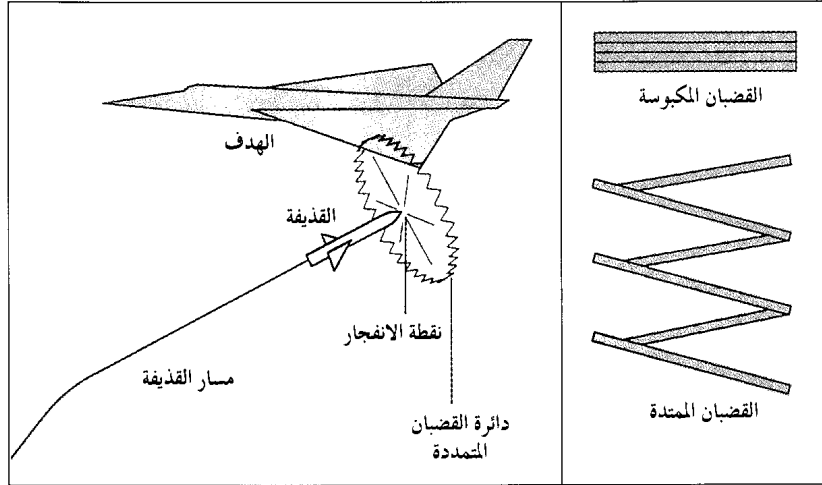 الهدف
القذيفة
نقطة الانفجار
مسار القذيفة
دائرة القضبان
المتمددة
القضبان المكبوسة
القضبان الممتدة